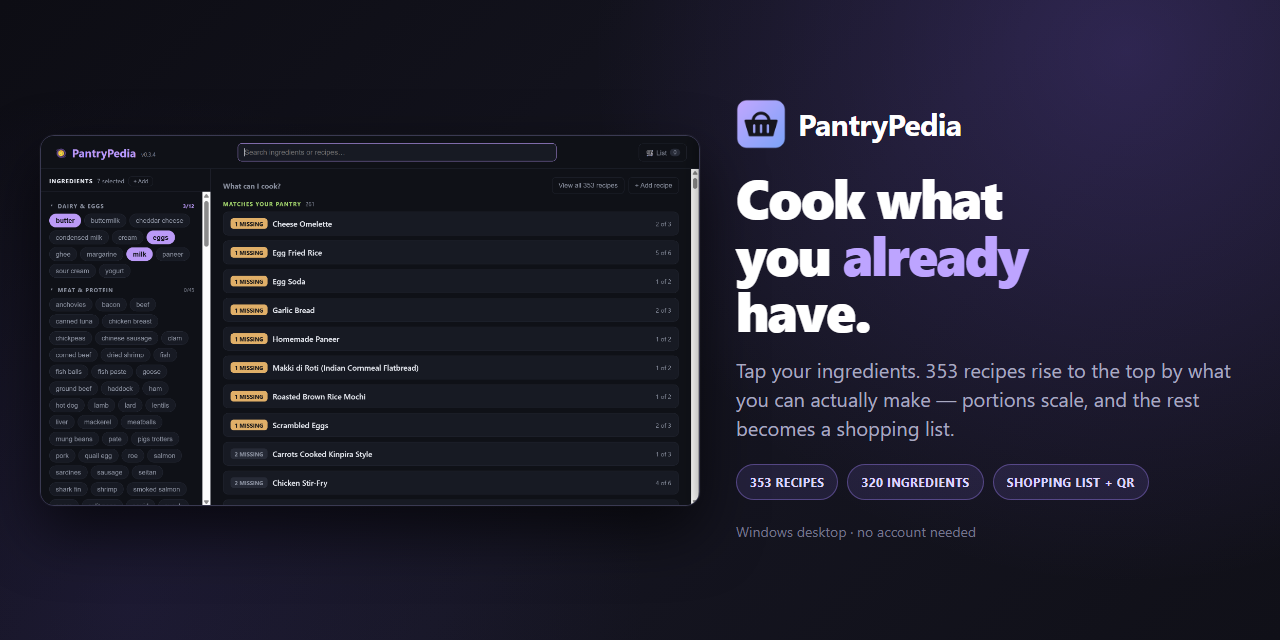 PantryPedia v0.3.4
Search ingredients or recipes...
List 0
INGREDIENTS 7 selected + Add
DAIRY & EGGS 3/12
butter buttermilk cheddar cheese
condensed milk cream eggs
ghee margarine milk paneer
sour cream yogurt
MEAT & PROTEIN 0/45
anchovies bacon beef
canned tuna chicken breast
chickpeas chinese sausage clam
corned beef dried shrimp fish
fish balls fish paste goose
ground beef haddock ham
hot dog lamb lard lentils
liver mackerel meatballs
mung beans pate pigs trotters
pork quail egg roe salmon
sardines sausage seitan
shark fin shrimp smoked salmon
What can I cook?
View all 353 recipes + Add recipe
MATCHES YOUR PANTRY
1 MISSING Cheese Omelette 2 of 3
1 MISSING Egg Fried Rice 5 of 6
1 MISSING Egg Soda 1 of 2
1 MISSING Garlic Bread 2 of 3
1 MISSING Homemade Paneer 1 of 2
1 MISSING Makki di Roti (Indian Cornmeal Flatbread) 1 of 2
1 MISSING Roasted Brown Rice Mochi 1 of 2
1 MISSING Scrambled Eggs 2 of 3
2 MISSING Carrots Cooked Kinpira Style 1 of 3
2 MISSING Chicken Stir-Fry 4 of 6
PantryPedia
Cook what
you already
have.
Tap your ingredients. 353 recipes rise to the top by what
you can actually make — portions scale, and the rest
becomes a shopping list.
353 RECIPES 320 INGREDIENTS SHOPPING LIST + QR
Windows desktop · no account needed